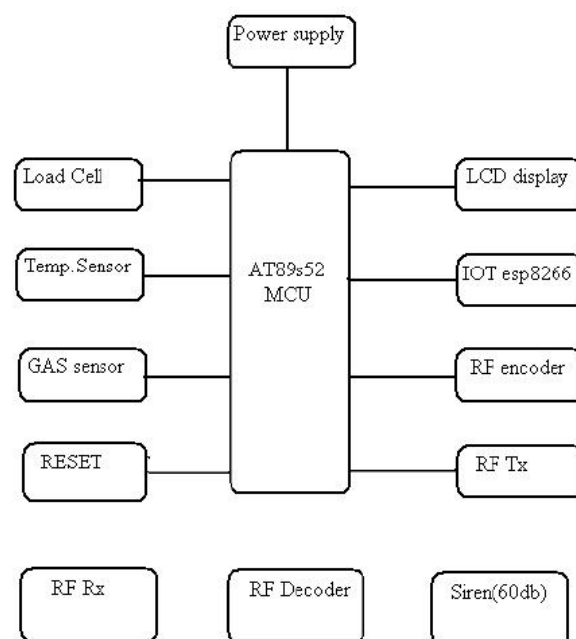 Power supply
Load Cell
LCD display
Temp.Sensor
AT89s52
MCU
IOT esp8266
GAS sensor
RF encoder
RESET
RF Tx
RF Rx
RF Decoder
Siren(60db)